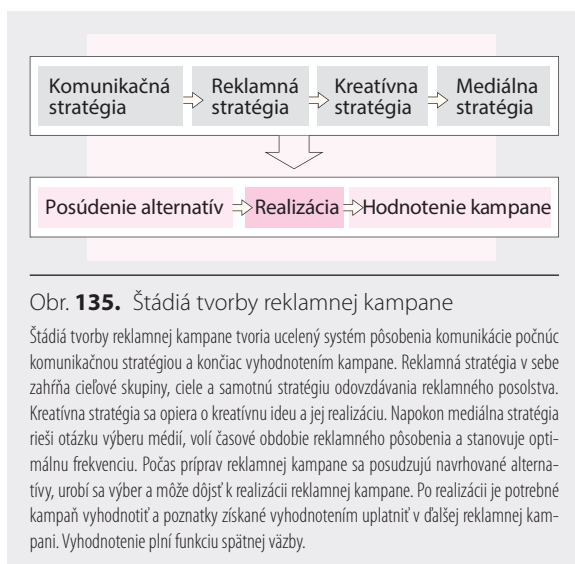 Komunikačná stratégia
Reklamná stratégia
Kreatívna stratégia
Mediálna stratégia
Posúdenie alternatív
Realizácia
Hodnotenie kampane
Obr. 135. Štádiá tvorby reklamnej kampane
Štádiá tvorby reklamnej kampane tvoria ucelený systém pôsobenia komunikácie počnúc
komunikačnou stratégiou a končiac vyhodnotením kampane. Reklamná stratégia v sebe
zahŕňa cieľové skupiny, ciele a samotnú stratégiu odovzdávania reklamného posolstva.
Kreatívna stratégia sa opiera o kreatívnu ideu a jej realizáciu. Napokon mediálna stratégia
rieši otázku výberu médií, volí časové obdobie reklamného pôsobenia a stanovuje opti-
málnu frekvenciu. Počas príprav reklamnej kampane sa posudzujú navrhované alterna-
tívy, urobí sa výber a môže dôjsť k realizácii reklamnej kampane. Po realizácii je potrebné
kampaň vyhodnotiť a poznatky získané vyhodnotením uplatniť v ďalšej reklamnej kam-
pani. Vyhodnotenie plní funkciu spätnej väzby.